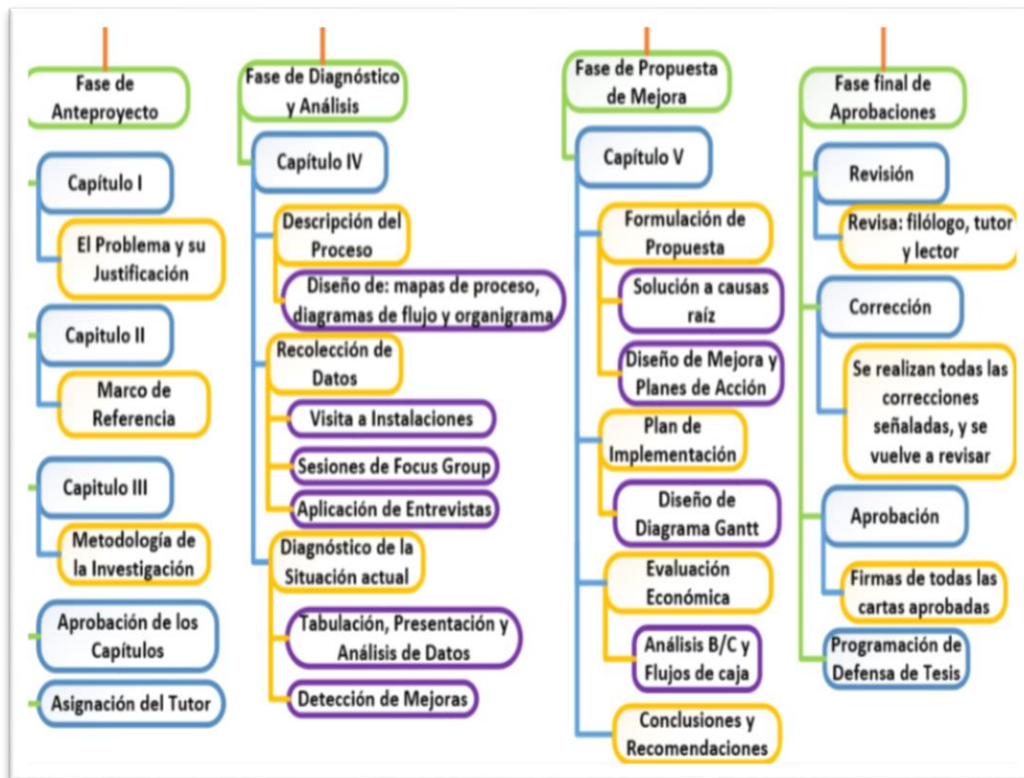 Fase de
Anteproyecto
Capítulo I
El Problema y su
Justificación
Capitulo II
Marco de
Referencia
Capitulo III
Metodología de
la Investigación
Aprobación de los
Capítulos
Asignación del Tutor
Fase de Diagnóstico
y Análisis
Capítulo IV
Descripción del
Proceso
Diseño de: mapas de proceso,
diagramas de flujo y organigrama
Recolección de
Datos
Visita a Instalaciones
Sesiones de Focus Group
Aplicación de Entrevistas
Diagnóstico de la
Situación actual
Tabulación, Presentación y
Análisis de Datos
Detección de Mejoras
Fase de Propuesta
de Mejora
Capítulo V
Formulación de
Propuesta
Solución a causas
raíz
Diseño de Mejora y
Planes de Acción
Plan de
Implementación
Diseño de
Diagrama Gantt
Evaluación
Económica
Análisis B/C y
Flujos de caja
Conclusiones y
Recomendaciones
Fase final de
Aprobaciones
Revisión
Revisa: filólogo, tutor
y lector
Corrección
Se realizan todas las
correcciones
señaladas, y se
vuelve a revisar
Aprobación
Firmas de todas las
cartas aprobadas
Programación de
Defensa de Tesis